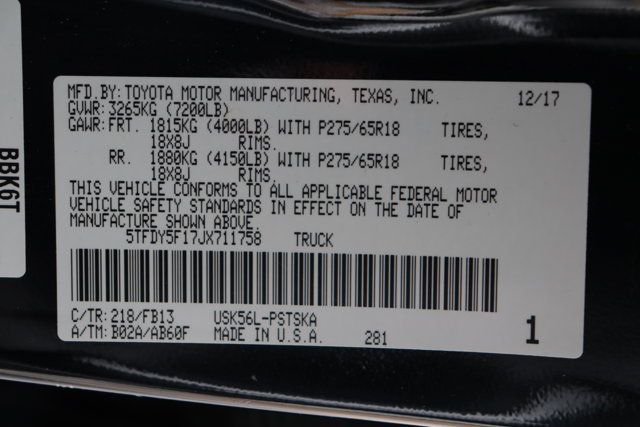 BBK6T
MFD.BY:TOYOTA MOTOR MANUFACTURING, TEXAS, INC. 12/17
GVWR:3265KG (7200LB)
GAWR:FRT. 1815KG (4000LB) WITH P275/65R18 TIRES,
18X8J RIMS.
RR. 1880KG (4150LB) WITH P275/65R18 TIRES,
18X8J RIMS.
THIS VEHICLE CONFORMS TO ALL APPLICABLE FEDERAL MOTOR
VEHICLE SAFETY STANDARDS IN EFFECT ON THE DATE OF
MANUFACTURE SHOWN ABOVE.
5TFDY5F17JX711758 TRUCK
C/TR:218/FB13 USK56L-PSTSKA
A/TM:B02A/AB60F MADE IN U.S.A. 281 1